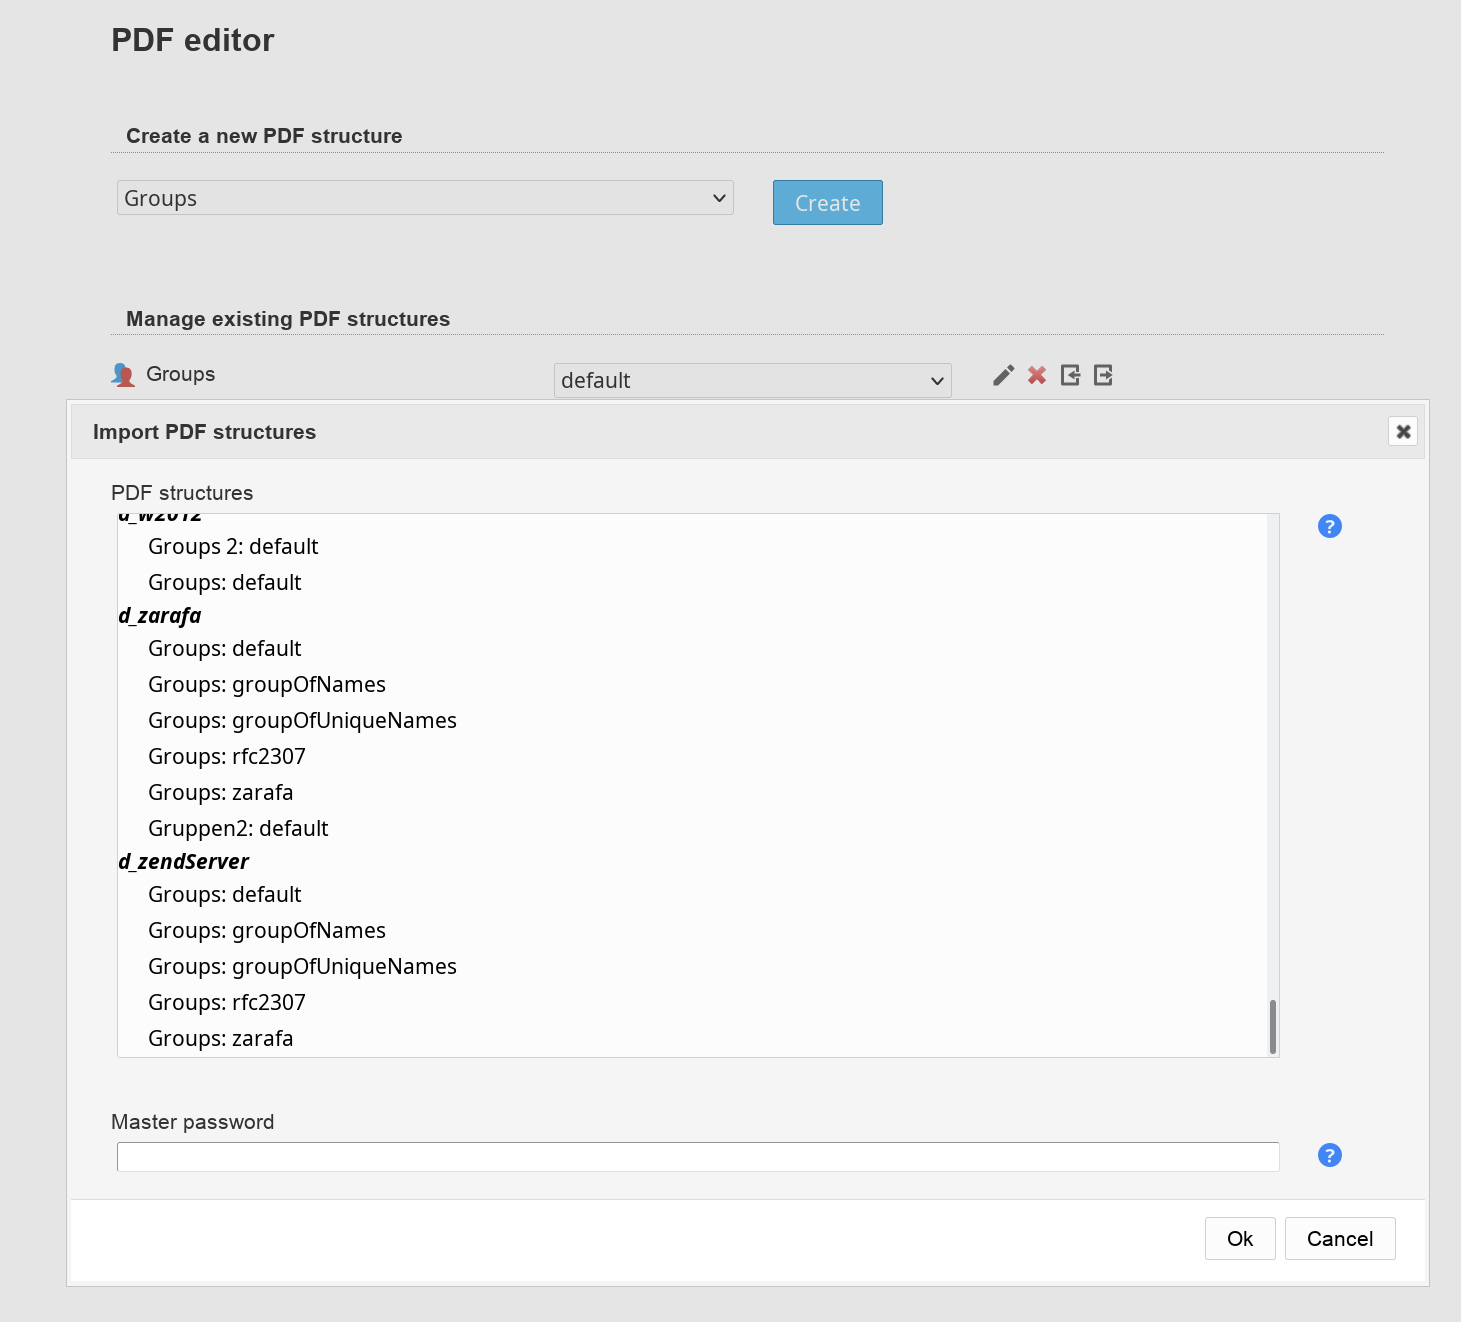 PDF editor
Create a new PDF structure
Groups
Create
Manage existing PDF structures
Groups
default
Import PDF structures
PDF structures
d_w2012
Groups 2: default
Groups: default
d_zarafa
Groups: default
Groups: groupOfNames
Groups: groupOfUniqueNames
Groups: rfc2307
Groups: zarafa
Gruppen2: default
d_zendServer
Groups: default
Groups: groupOfNames
Groups: groupOfUniqueNames
Groups: rfc2307
Groups: zarafa
Master password
Ok
Cancel